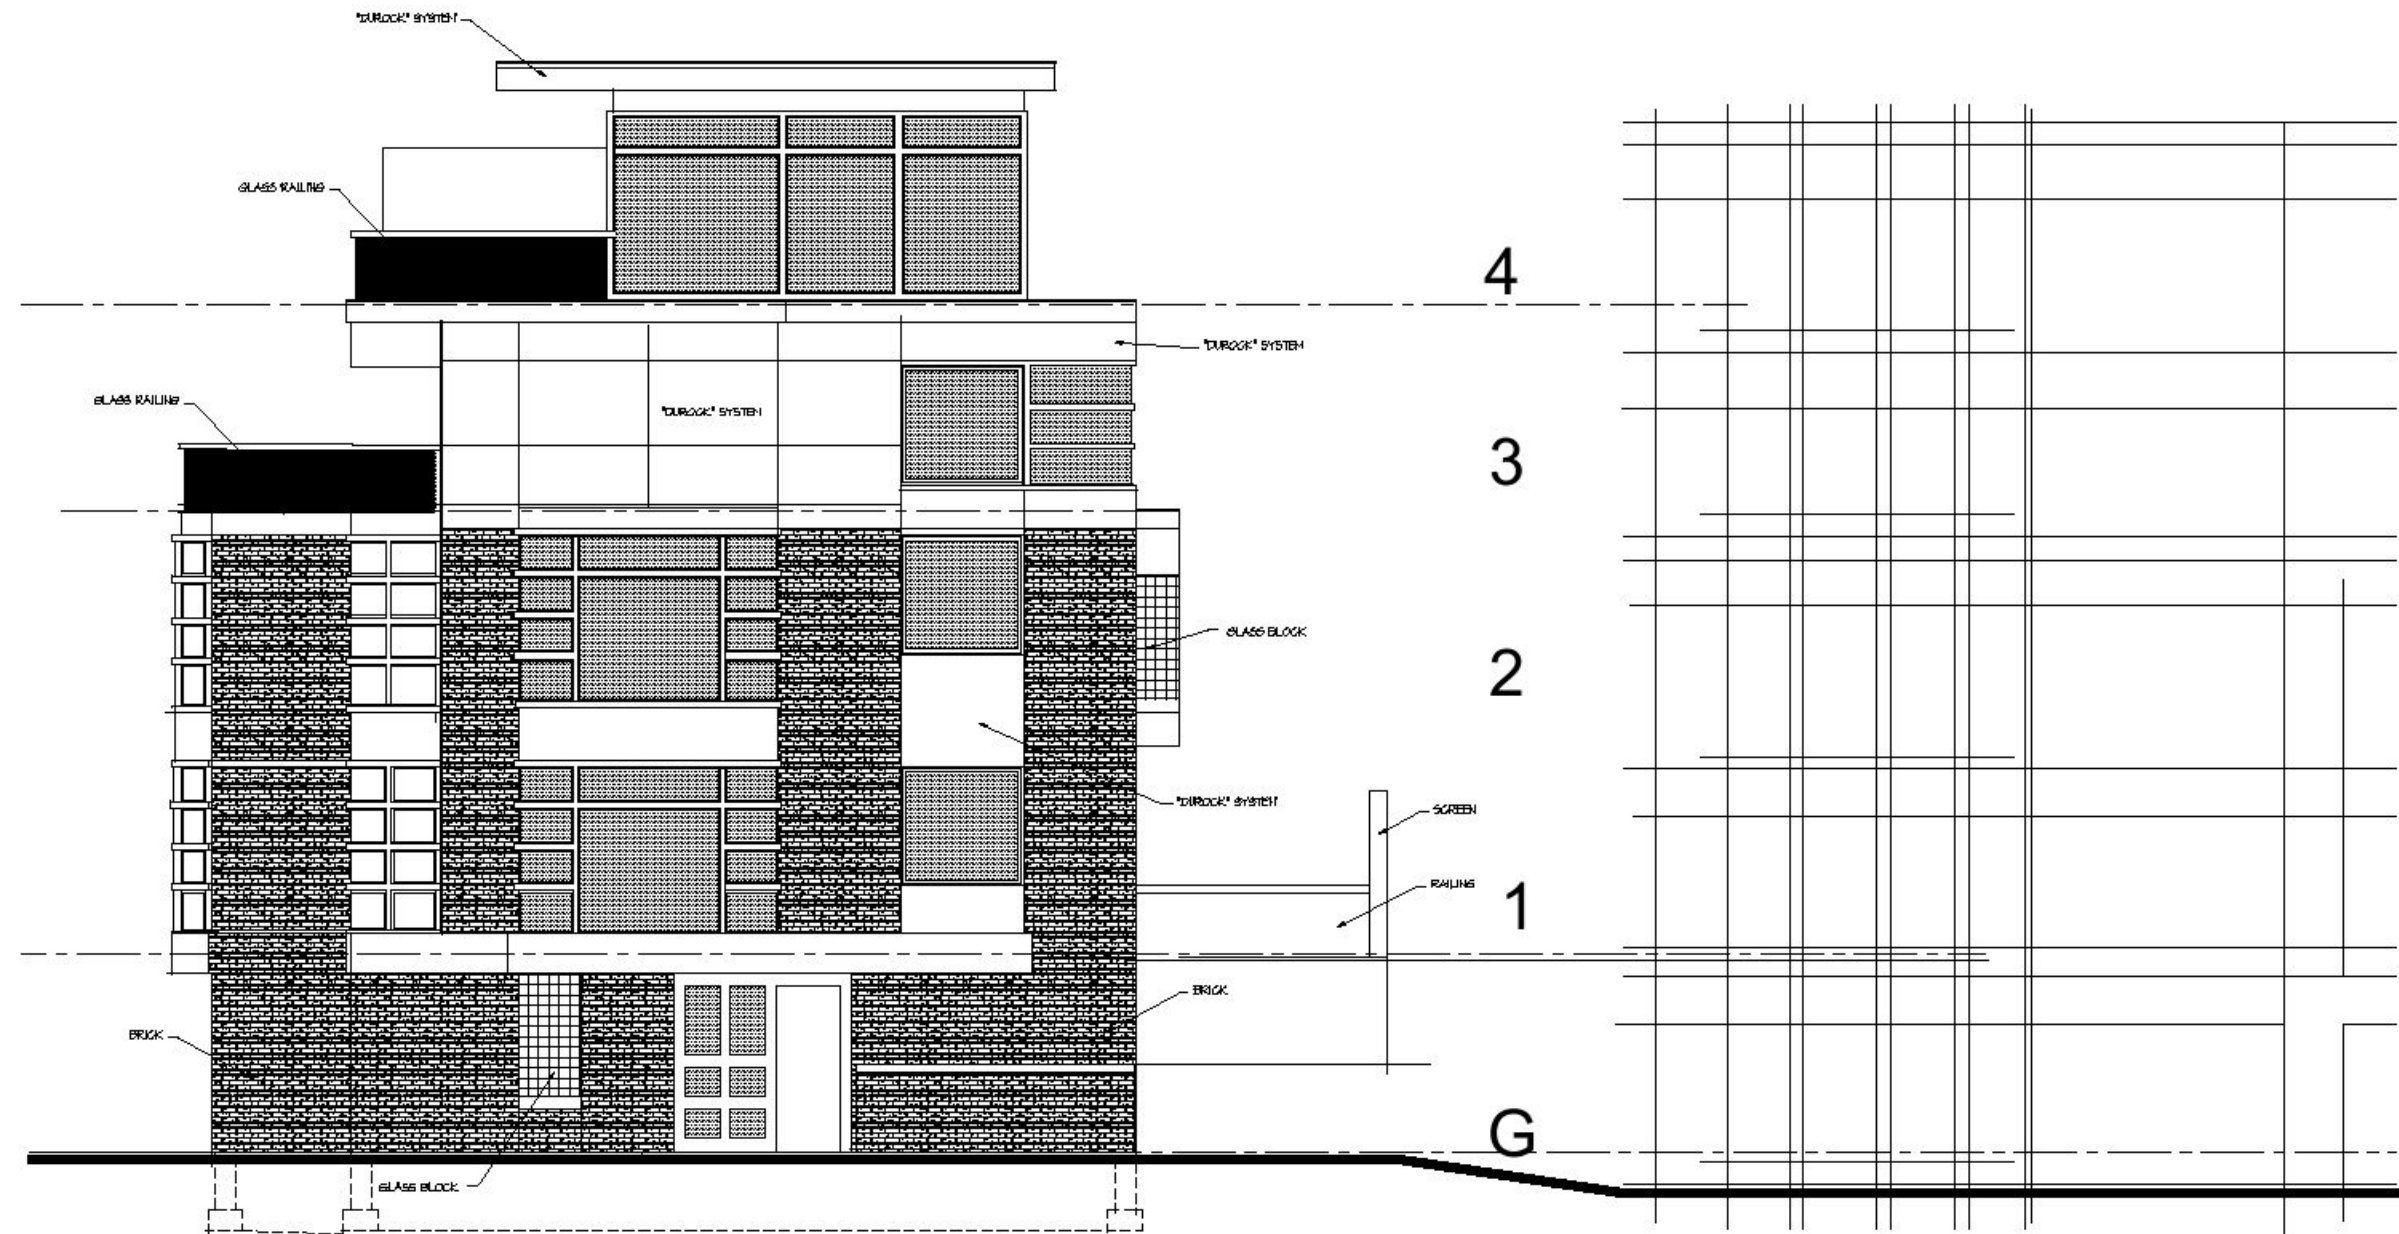 "DUROCK" SYSTEM
GLASS RAILING
4
"DUROCK" SYSTEM
GLASS RAILING
"DUROCK" SYSTEM
3
GLASS BLOCK
2
"DUROCK" SYSTEM
SCREEN
RAILING
1
BRICK
BRICK
G
GLASS BLOCK